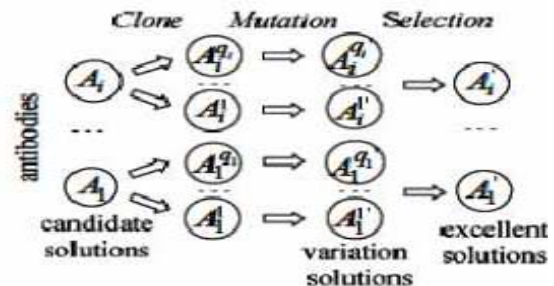 Clone Mutation Selection
A_i^{q_i} A_i^{q_i'}
A_i ... ... A_i'
A_i^1 A_i^{1'}
antibodies
... ...
A_1^{q_1} A_1^{q_1'}
A_1 ... ... A_1'
A_1^1 A_1^{1'}
candidate
solutions
variation
solutions
excellent
solutions